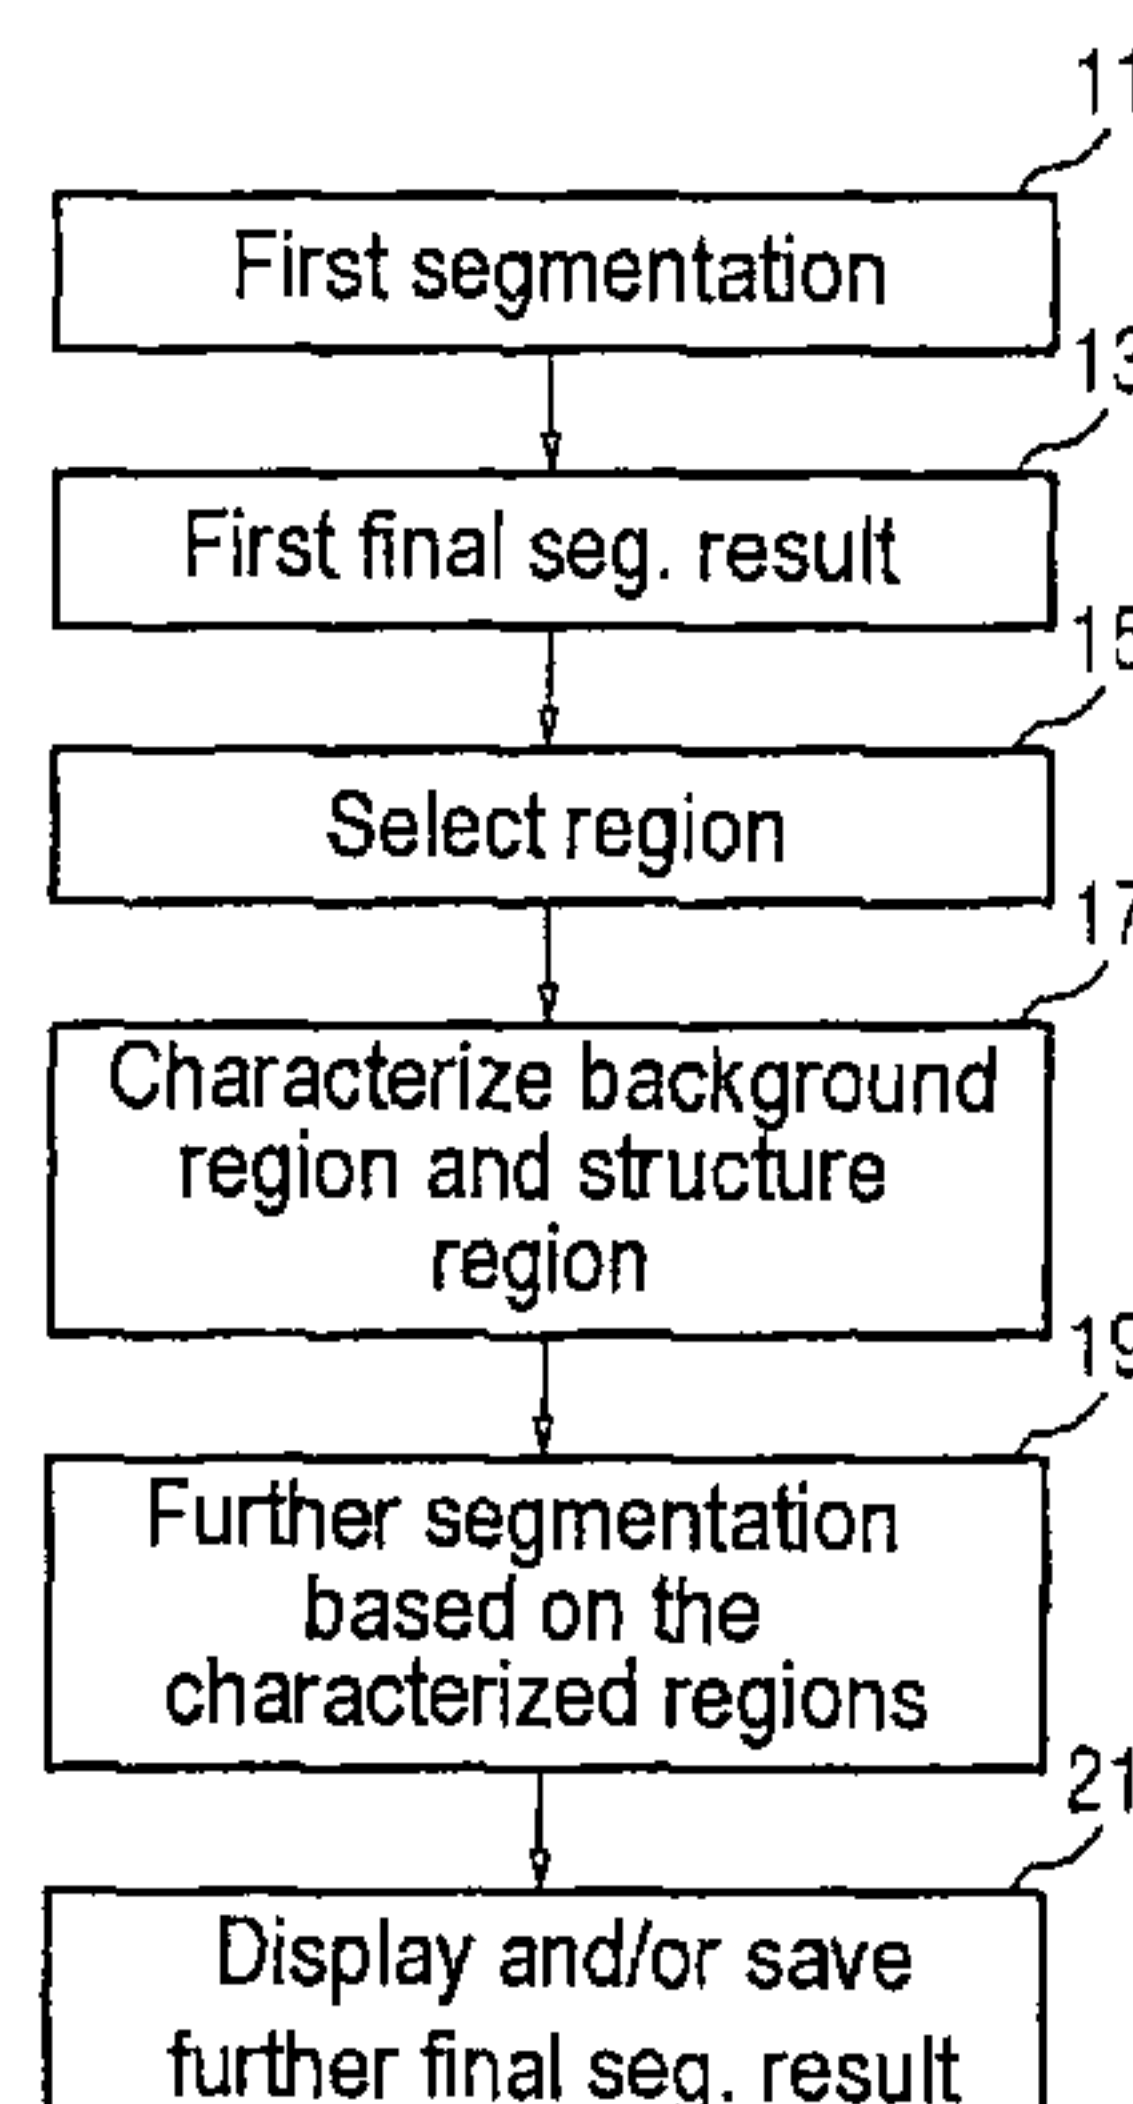 11
First segmentation
13
First final seg. result
15
Select region
17
Characterize background
region and structure
region
19
Further segmentation
based on the
characterized regions
21
Display and/or save
further final seg. result